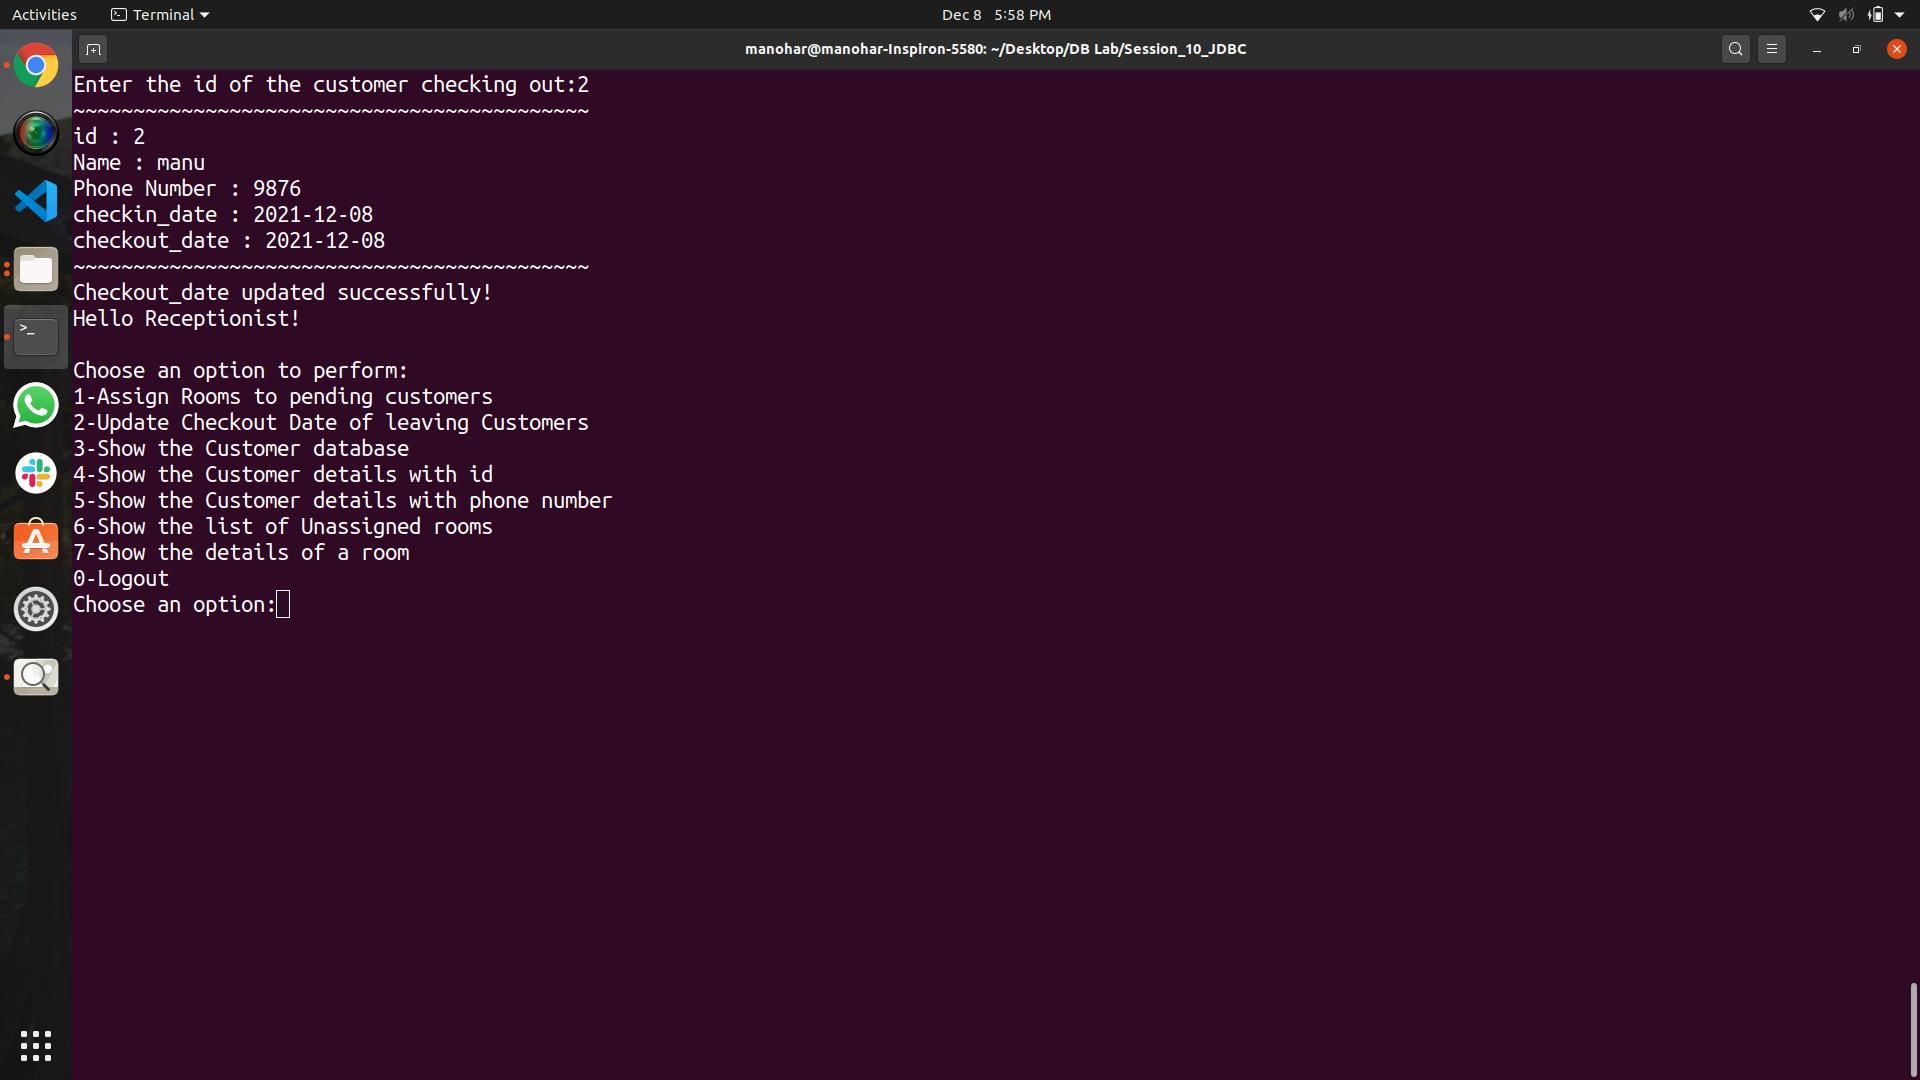 Activities
Terminal
Dec 8 5:58 PM
manohar@manohar-Inspiron-5580: ~/Desktop/DB Lab/Session_10_JDBC
Enter the id of the customer checking out:2
~~~~~~~~~~~~~~~~~~~~~~~~~~~~~~~~~~~~~~~~~~~
id : 2
Name : manu
Phone Number : 9876
checkin_date : 2021-12-08
checkout_date : 2021-12-08
~~~~~~~~~~~~~~~~~~~~~~~~~~~~~~~~~~~~~~~~~~~
Checkout_date updated successfully!
Hello Receptionist!
Choose an option to perform:
1-Assign Rooms to pending customers
2-Update Checkout Date of leaving Customers
3-Show the Customer database
4-Show the Customer details with id
5-Show the Customer details with phone number
6-Show the list of Unassigned rooms
7-Show the details of a room
0-Logout
Choose an option: